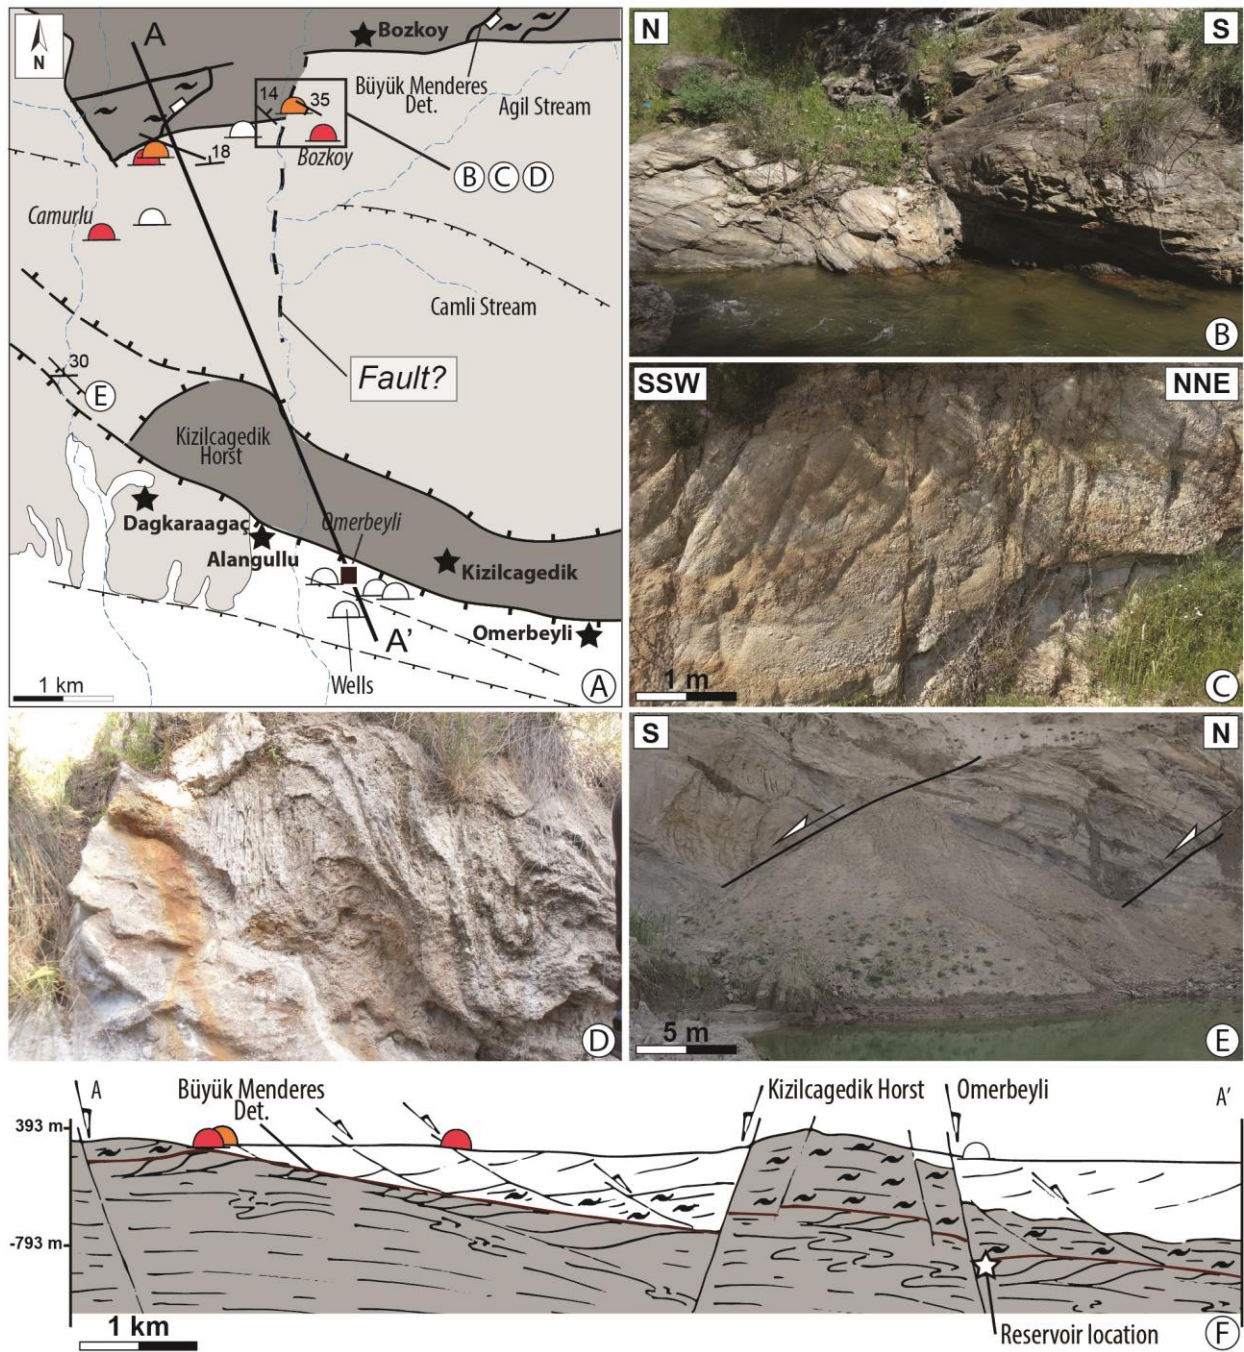 A
Bozkoy
N
Büyük Menderes
Det.
Agil Stream
14
35
Bozkoy
18
B C D
Camurlu
Camli Stream
Fault?
30
E
Kizilcagedik
Horst
Dagkaraagaç
Omerbeyli
Alangullu
Kizilcagedik
A'
Omerbeyli
1 km
Wells
A
N
S
B
SSW
NNE
1 m
C
D
S
N
5 m
E
A
Büyük Menderes
Det.
Kizilcagedik Horst
Omerbeyli
A'
393 m
-793 m
1 km
Reservoir location
F